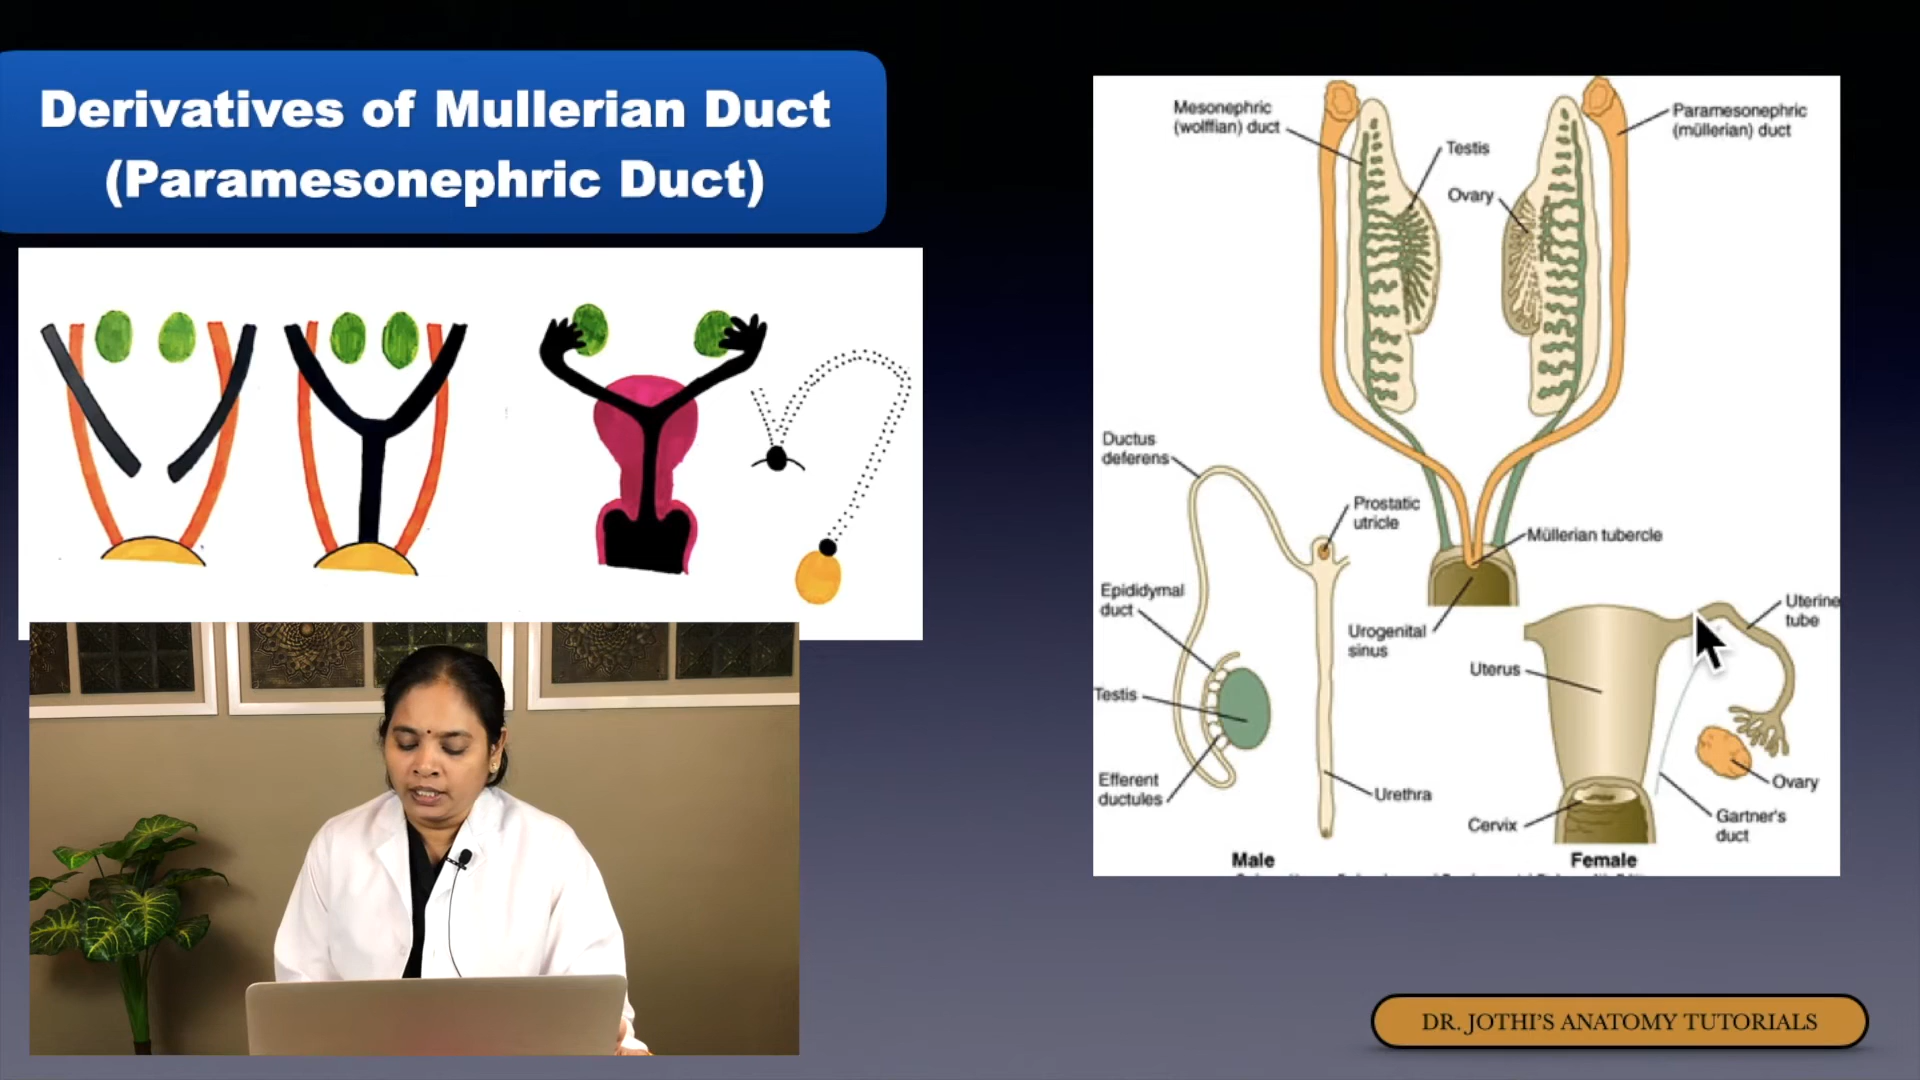 Derivatives of Mullerian Duct
(Paramesonephric Duct)
Mesonephric
(wolffian) duct
Testis
Ovary
Paramesonephric
(müllerian) duct
Ductus
deferens
Prostatic
utricle
Müllerian tubercle
Epididymal
duct
Urogenital
sinus
Testis
Efferent
ductules
Urethra
Male
Uterine
tube
Uterus
Ovary
Gartner's
duct
Cervix
Female
DR. JOTHI'S ANATOMY TUTORIALS